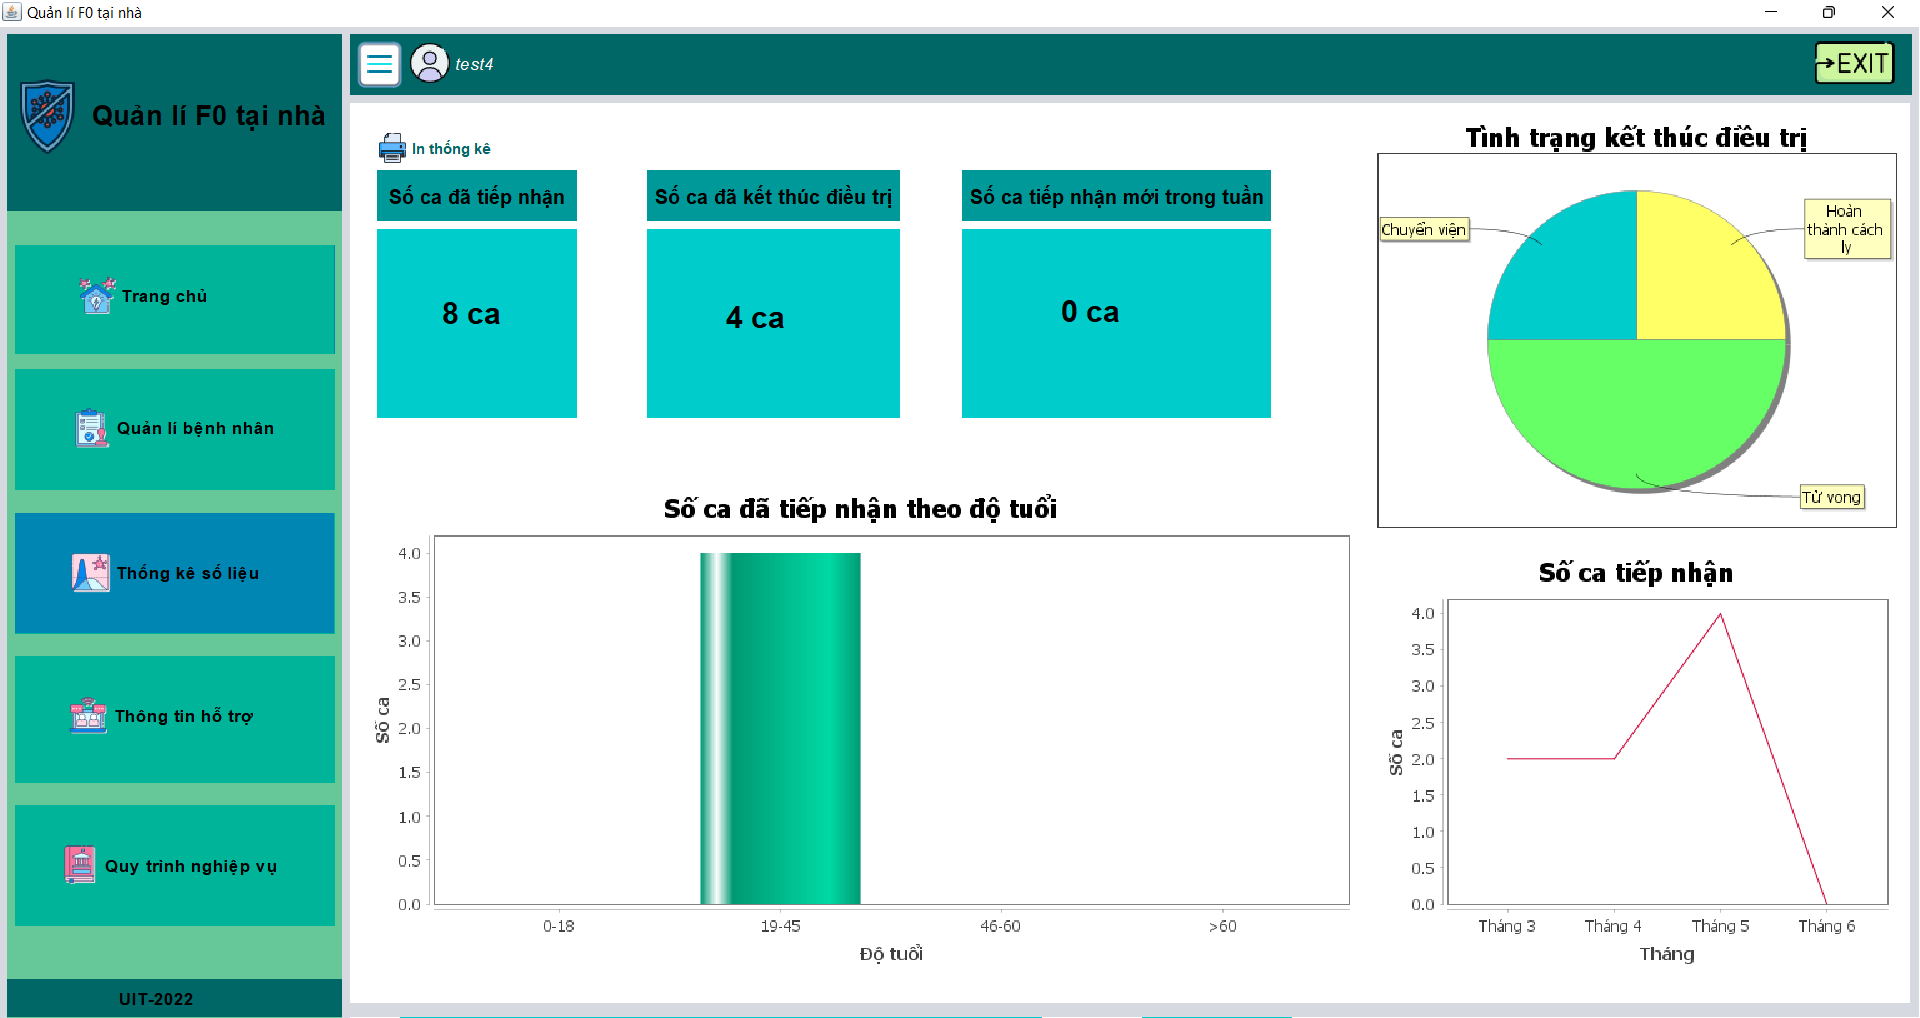 Quản lí F0 tại nhà
Quản lí F0 tại nhà
Trang chủ
Quản lí bệnh nhân
Thống kê số liệu
Thông tin hỗ trợ
Quy trình nghiệp vụ
UIT-2022
test4
EXIT
In thống kê
Số ca đã tiếp nhận
8 ca
Số ca đã kết thúc điều trị
4 ca
Số ca tiếp nhận mới trong tuần
0 ca
Tình trạng kết thúc điều trị
Chuyển viện
Hoàn
thành cách
ly
Tử vong
Số ca đã tiếp nhận theo độ tuổi
Số ca
4.0
3.5
3.0
2.5
2.0
1.5
1.0
0.5
0.0
0-18
19-45
46-60
>60
Độ tuổi
Số ca tiếp nhận
Số ca
4.0
3.5
3.0
2.5
2.0
1.5
1.0
0.5
0.0
Tháng 3
Tháng 4
Tháng 5
Tháng 6
Tháng